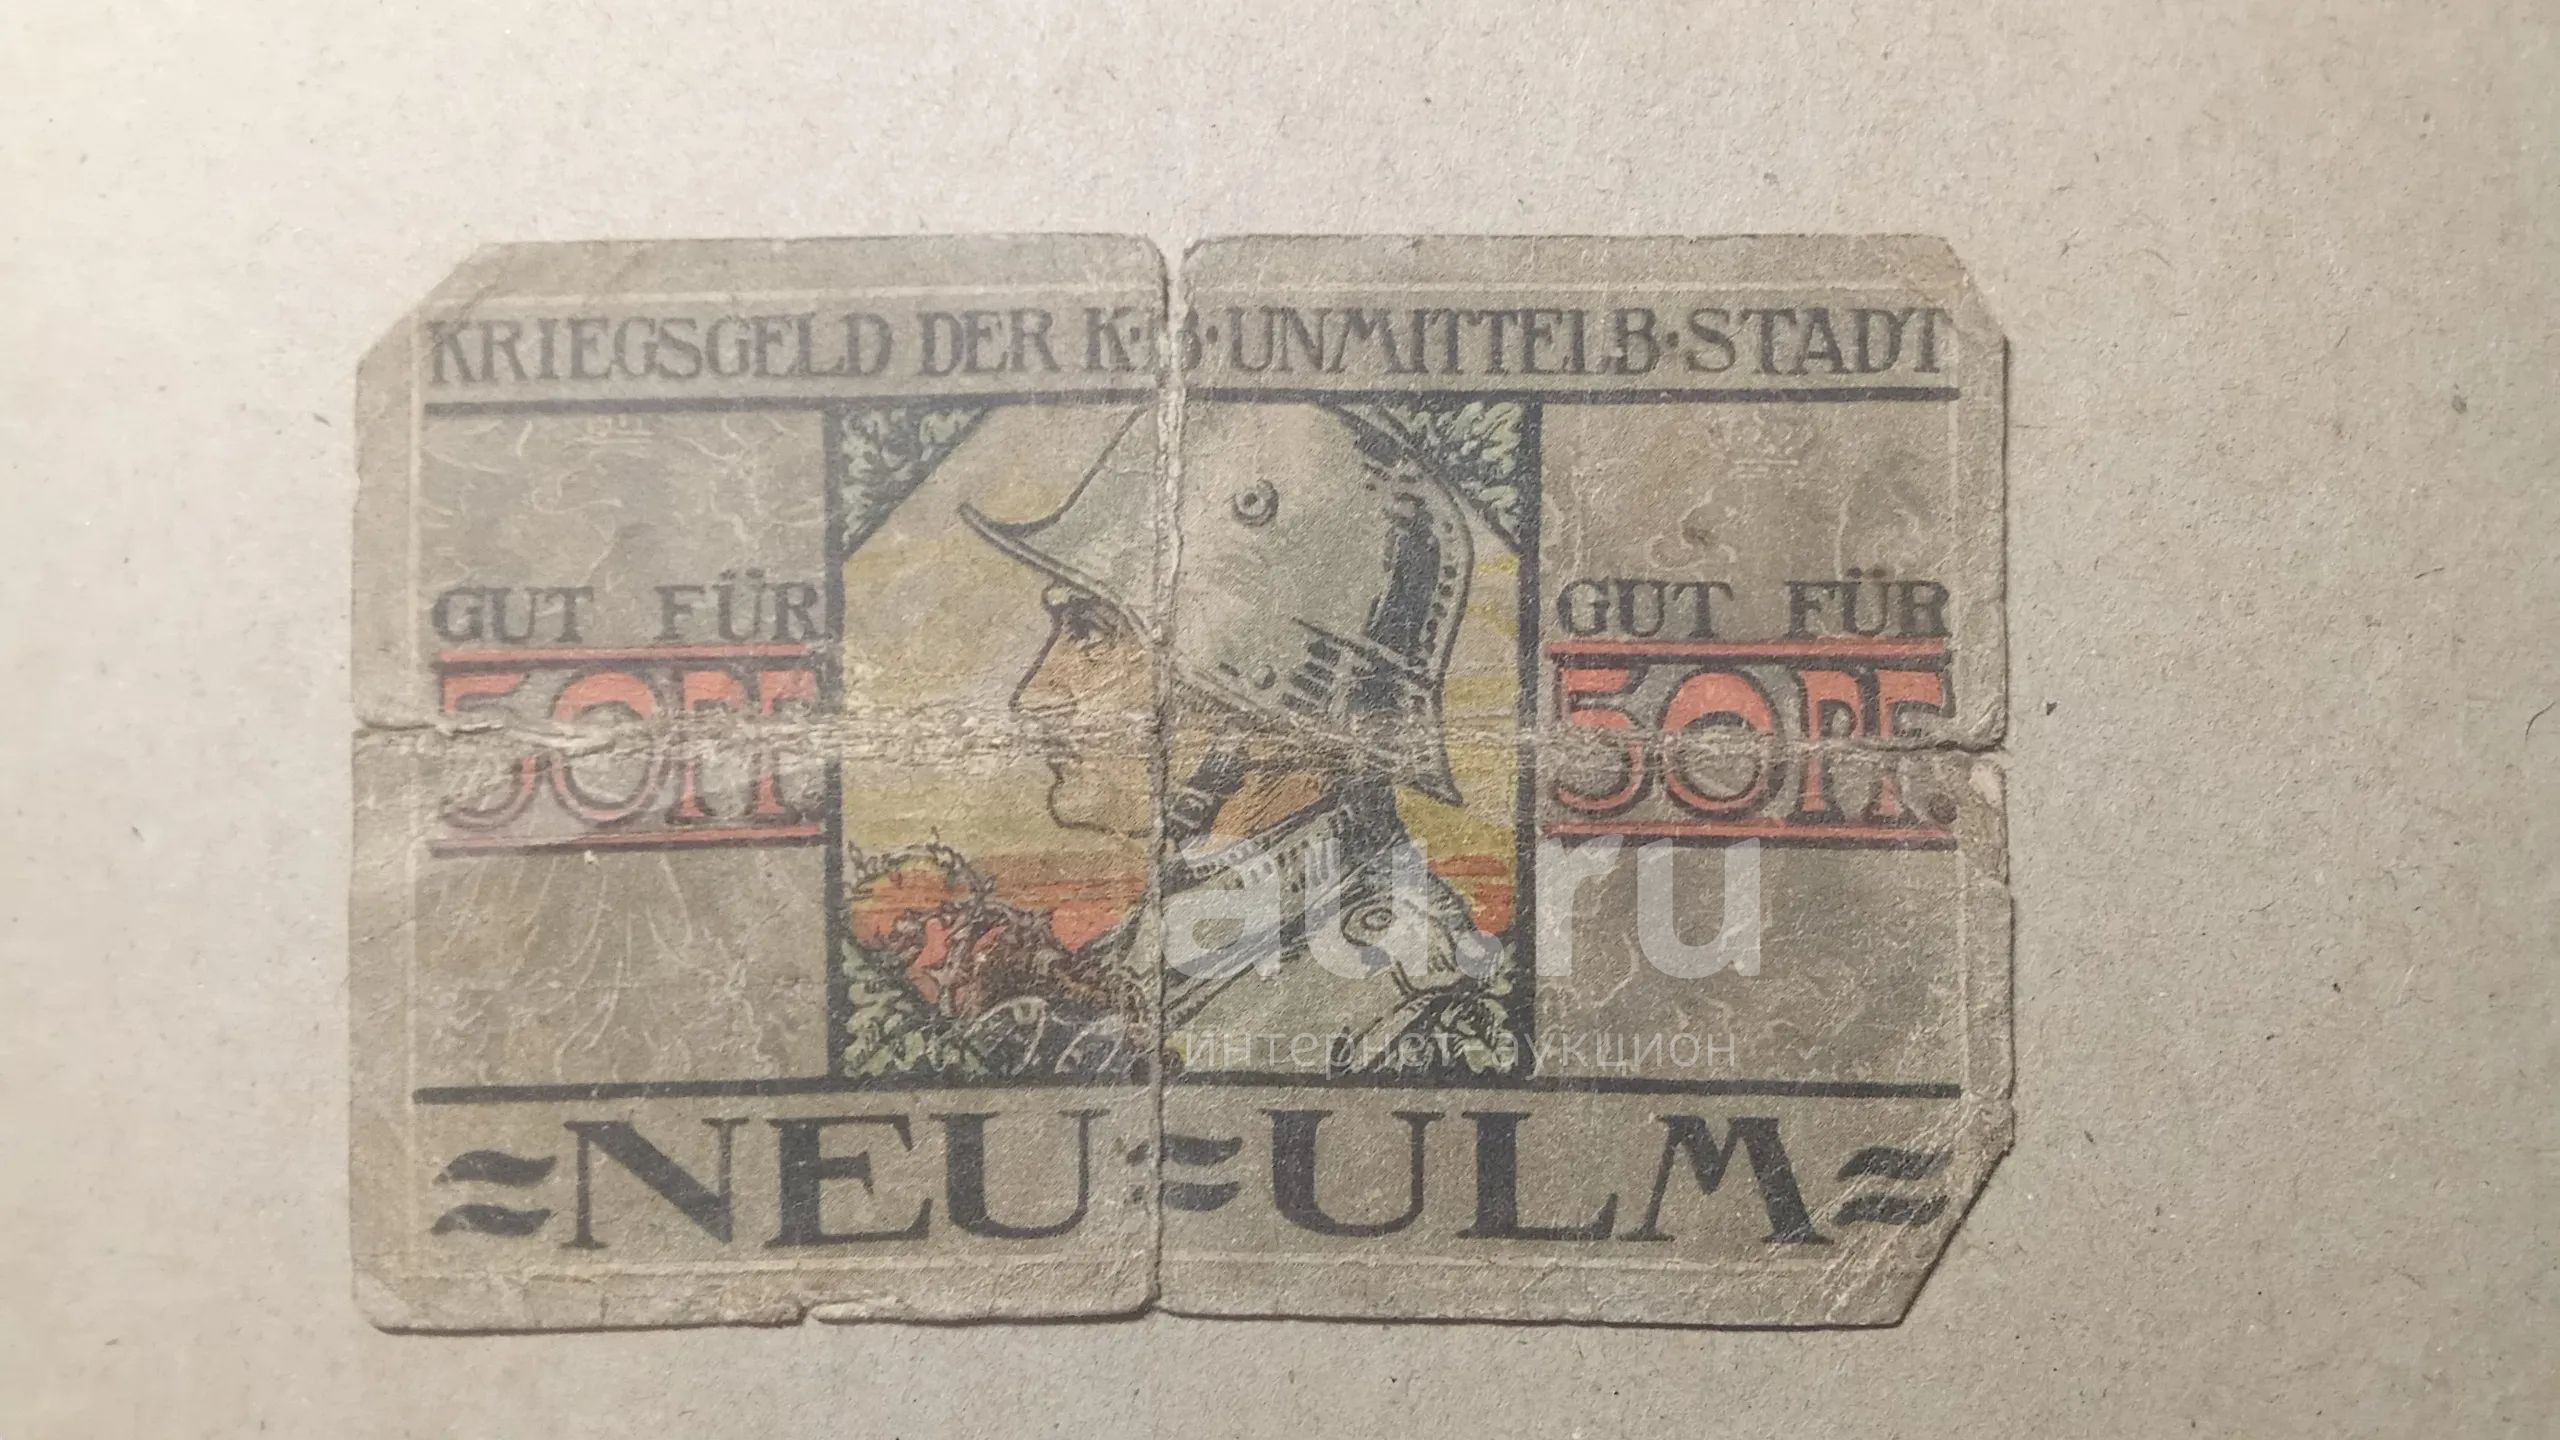 KRIEGSGELD DER K·B·UNMITTELB·STADT
GUT FÜR
50 Pf.
GUT FÜR
50 Pf.
NEU=ULM
au.ru
интернет-аукцион